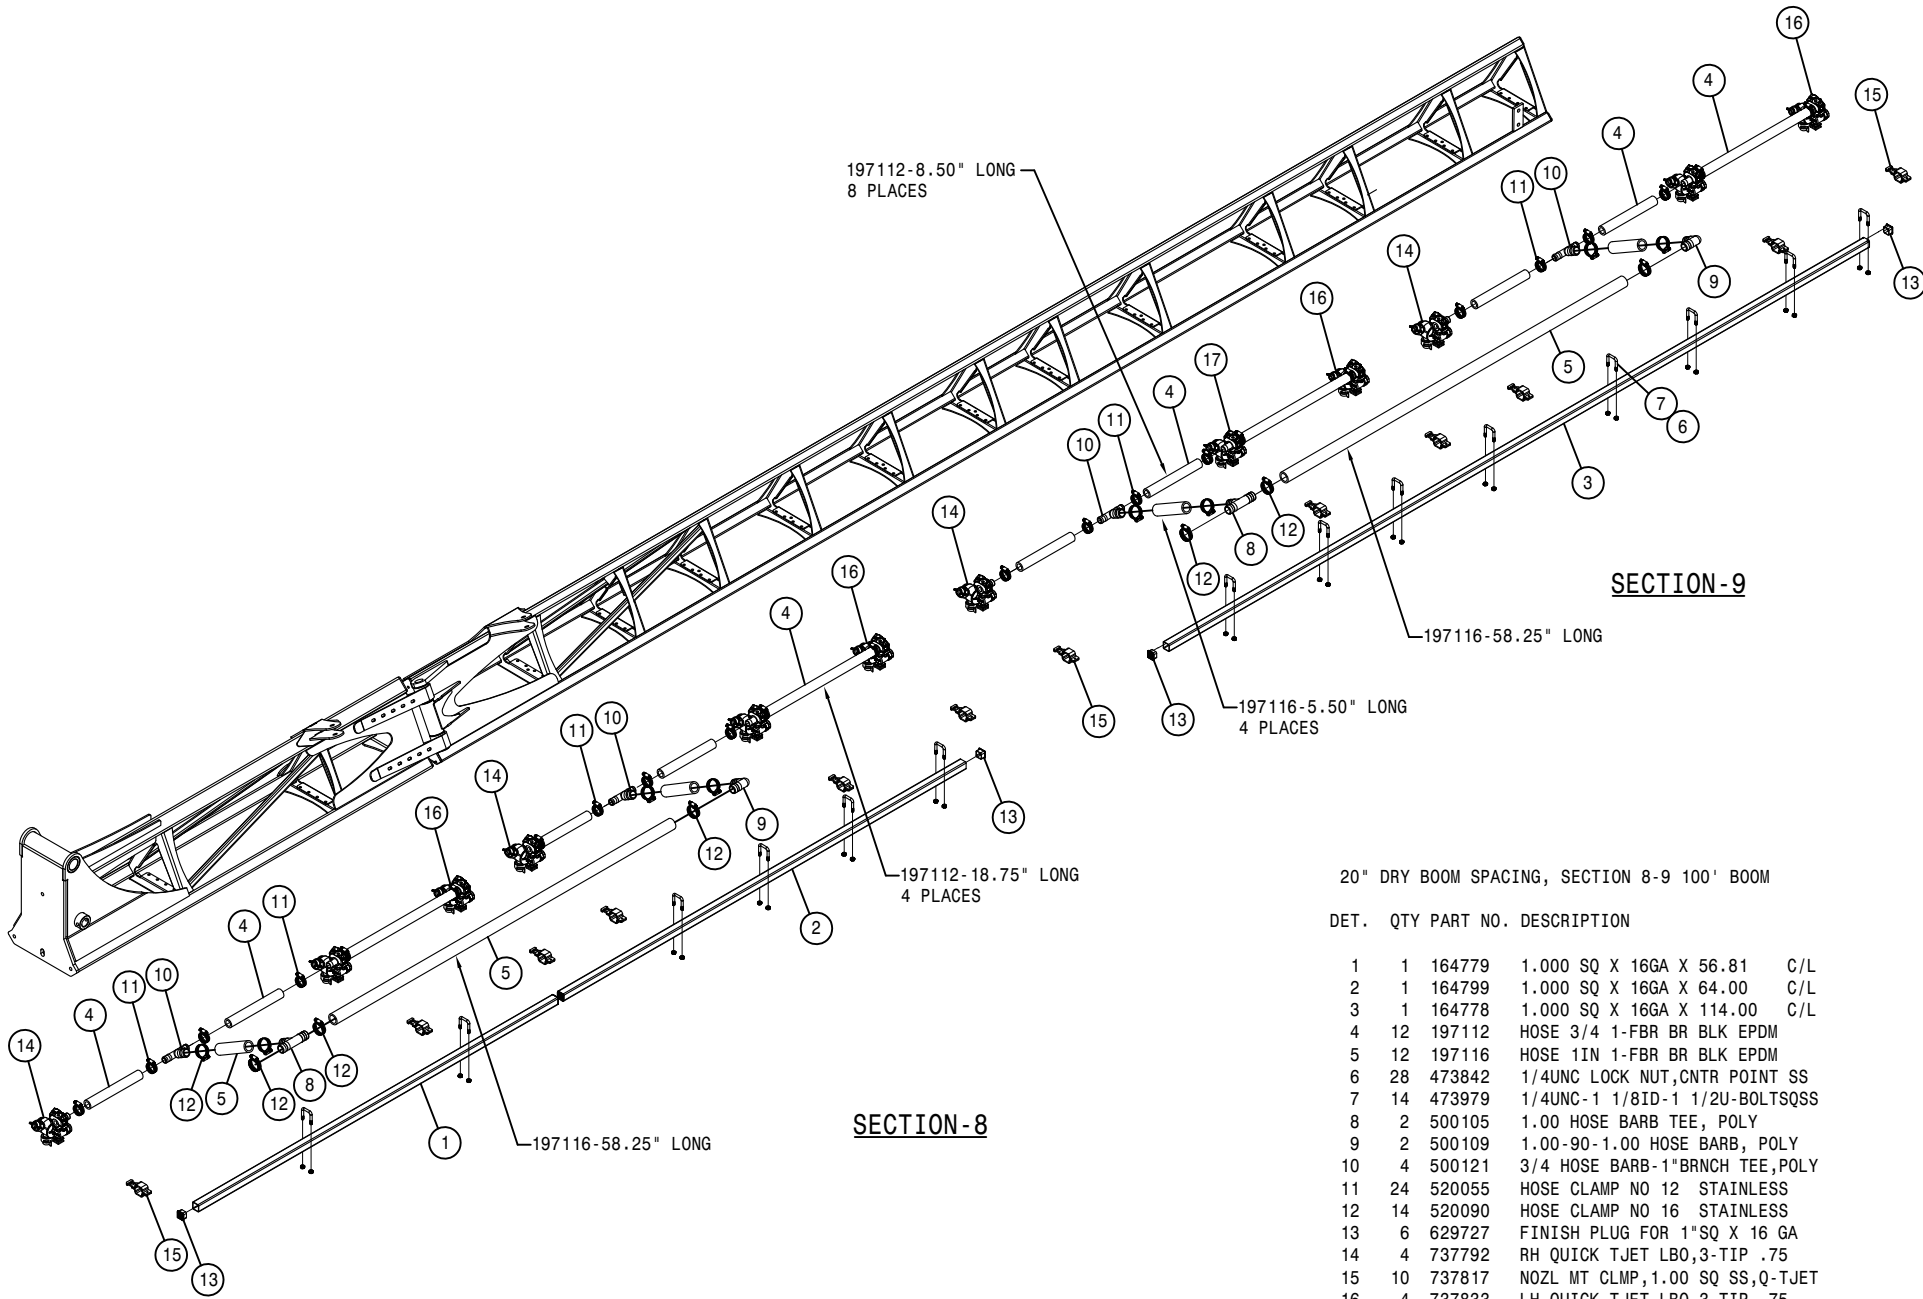 16
4
15
4
197112-8.50" LONG
8 PLACES
11
10
4
14
13
9
16
5
17
4
7
11
6
10
3
14
12
8
12
16
SECTION-9
4
197116-58.25" LONG
197116-5.50" LONG
4 PLACES
13
15
10
11
14
13
9
16
12
197112-18.75" LONG
4 PLACES
11
2
4
5
10
11
4
14
12
8
12
5
12
1
197116-58.25" LONG
SECTION-8
15
13
20" DRY BOOM SPACING, SECTION 8-9 100' BOOM
DET. QTY PART NO. DESCRIPTION
1 1 164779 1.000 SQ X 16GA X 56.81 C/L
2 1 164799 1.000 SQ X 16GA X 64.00 C/L
3 1 164778 1.000 SQ X 16GA X 114.00 C/L
4 12 197112 HOSE 3/4 1-FBR BR BLK EPDM
5 12 197116 HOSE 1IN 1-FBR BR BLK EPDM
6 28 473842 1/4UNC LOCK NUT,CNTR POINT SS
7 14 473979 1/4UNC-1 1/8ID-1 1/2U-BOLTSQSS
8 2 500105 1.00 HOSE BARB TEE, POLY
9 2 500109 1.00-90-1.00 HOSE BARB, POLY
10 4 500121 3/4 HOSE BARB-1"BRNCH TEE,POLY
11 24 520055 HOSE CLAMP NO 12 STAINLESS
12 14 520090 HOSE CLAMP NO 16 STAINLESS
13 6 629727 FINISH PLUG FOR 1"SQ X 16 GA
14 4 737792 RH QUICK TJET LBO,3-TIP .75
15 10 737817 NOZL MT CLMP,1.00 SQ SS,Q-TJET